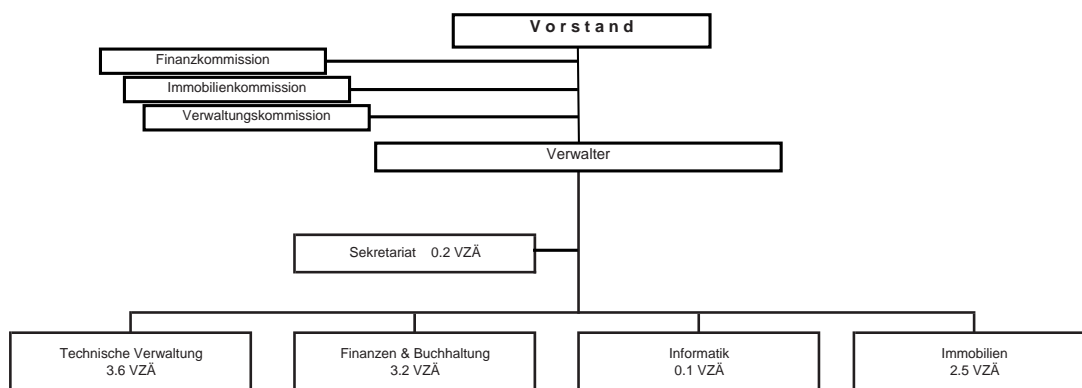 Vorstand
Finanzkommission
Immobilienkommission
Verwaltungskommission
Verwalter
Sekretariat 0.2 VZÄ
Technische Verwaltung
3.6 VZÄ
Finanzen & Buchhaltung
3.2 VZÄ
Informatik
0.1 VZÄ
Immobilien
2.5 VZÄ